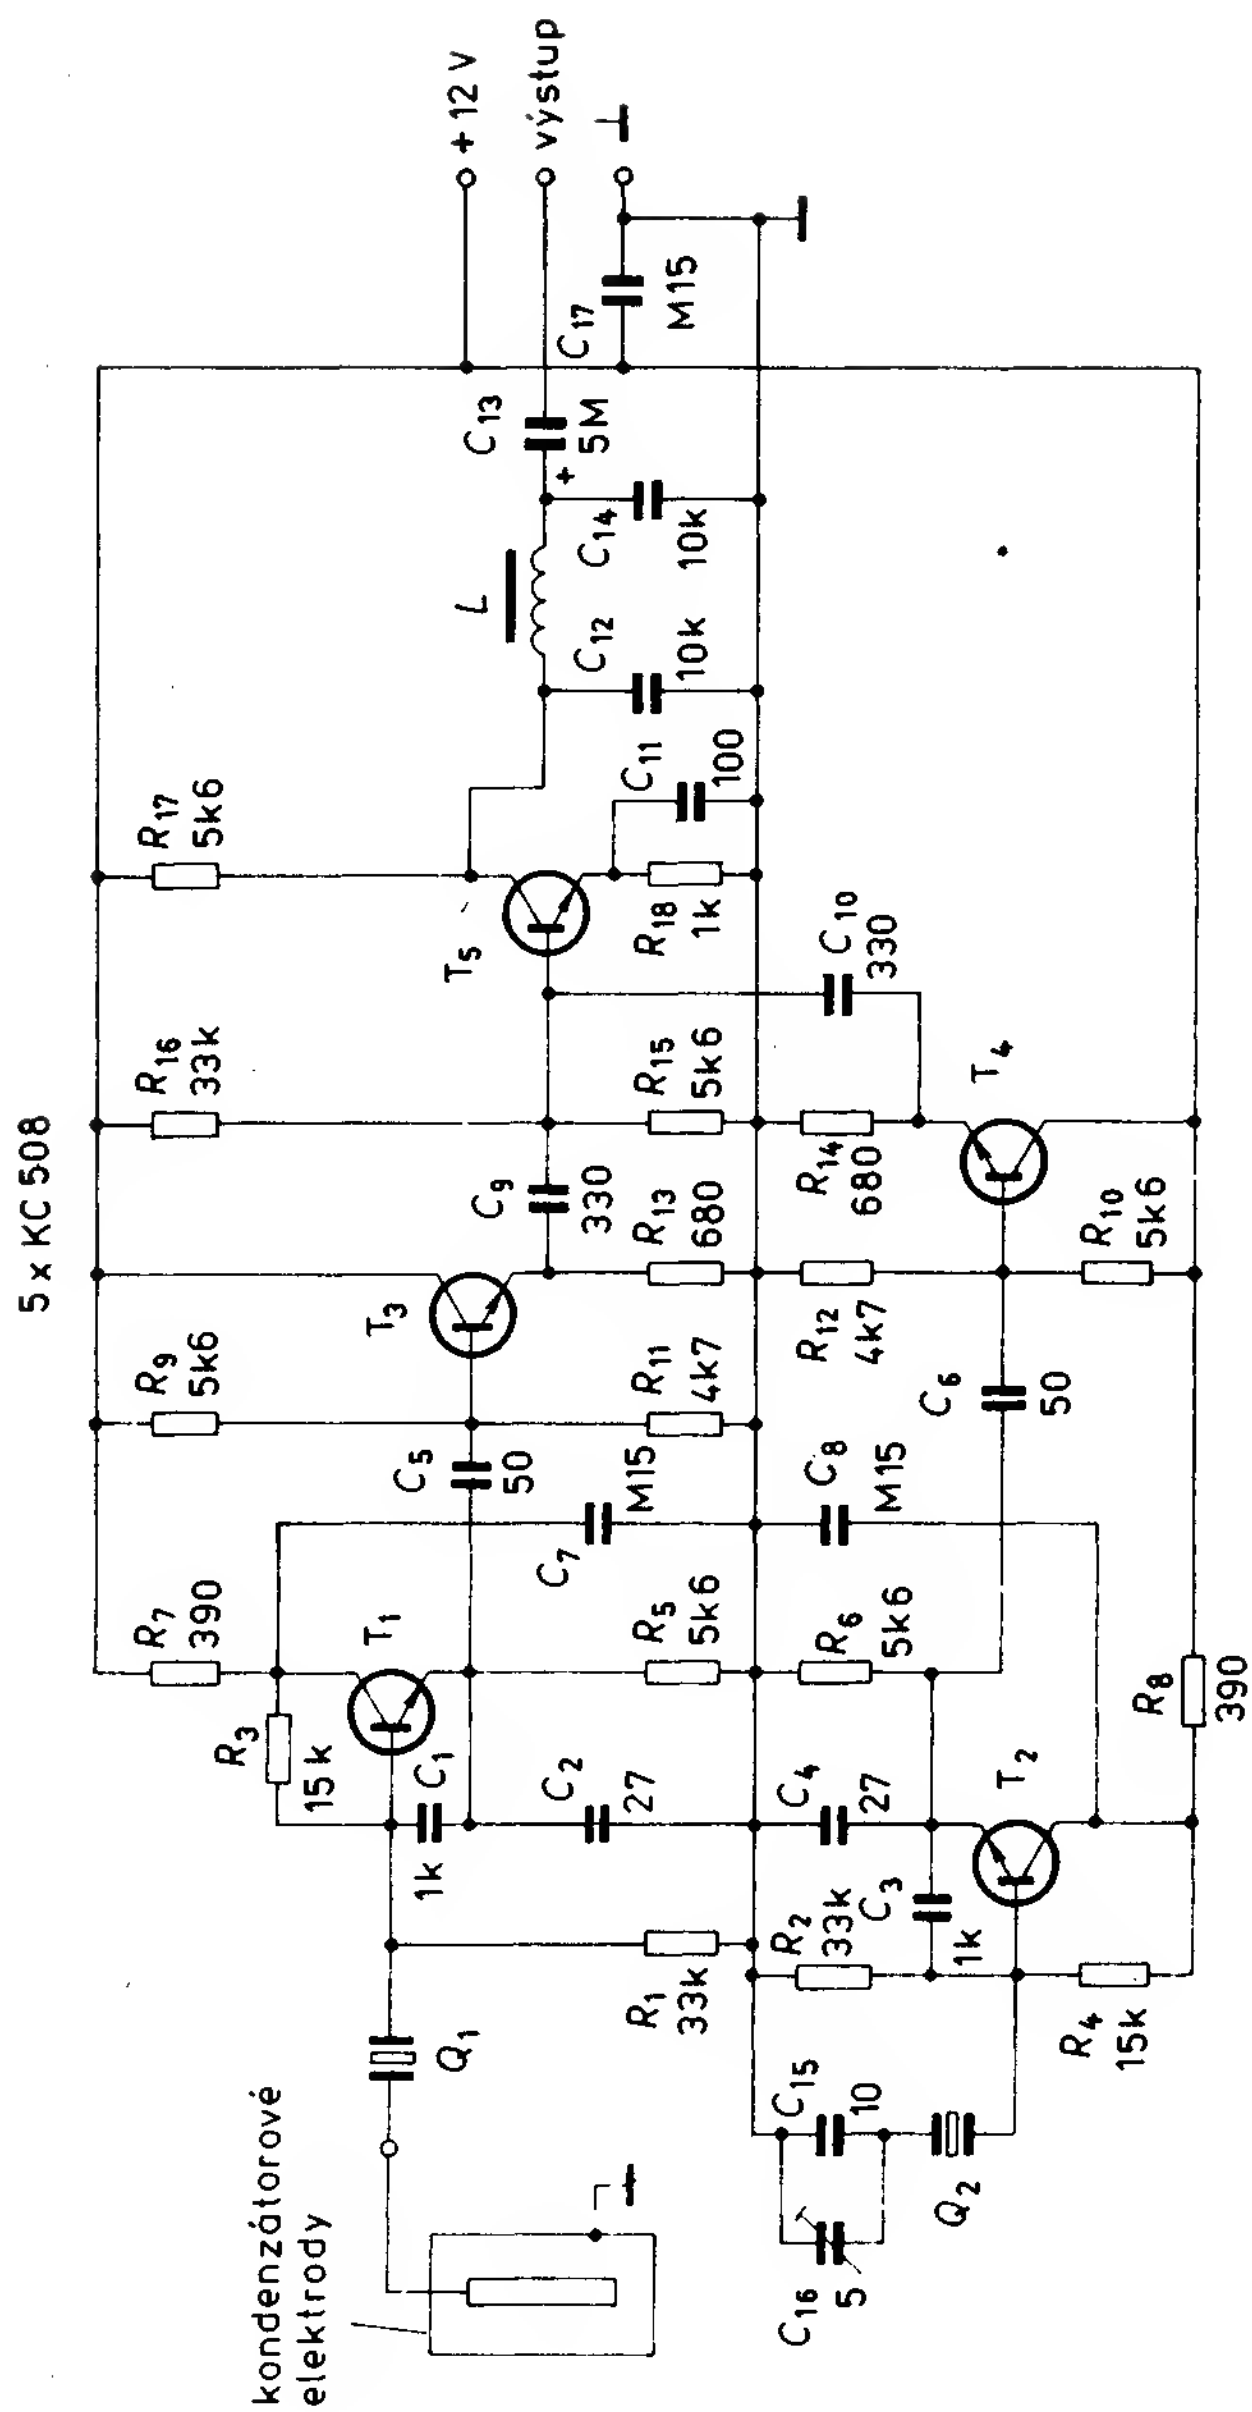 5 x KC 508
kondenzátorové
elektrody
Q1
R1
33k
R3
15k
C1
1k
T1
R7
390
C2
27
R5
5k6
C7
M15
C5
50
R9
5k6
R11
4k7
T3
C9
330
R13
680
R16
33k
R15
5k6
T5
R17
5k6
R18
1k
C11
100
C12
10k
L
C14
10k
+
C13
5M
C17
M15
+ 12 V
výstup
C16
5
C15
10
Q2
R2
33k
C3
1k
R4
15k
C4
27
T2
R6
5k6
R8
390
C8
M15
C6
50
R12
4k7
R10
5k6
R14
680
T4
C10
330